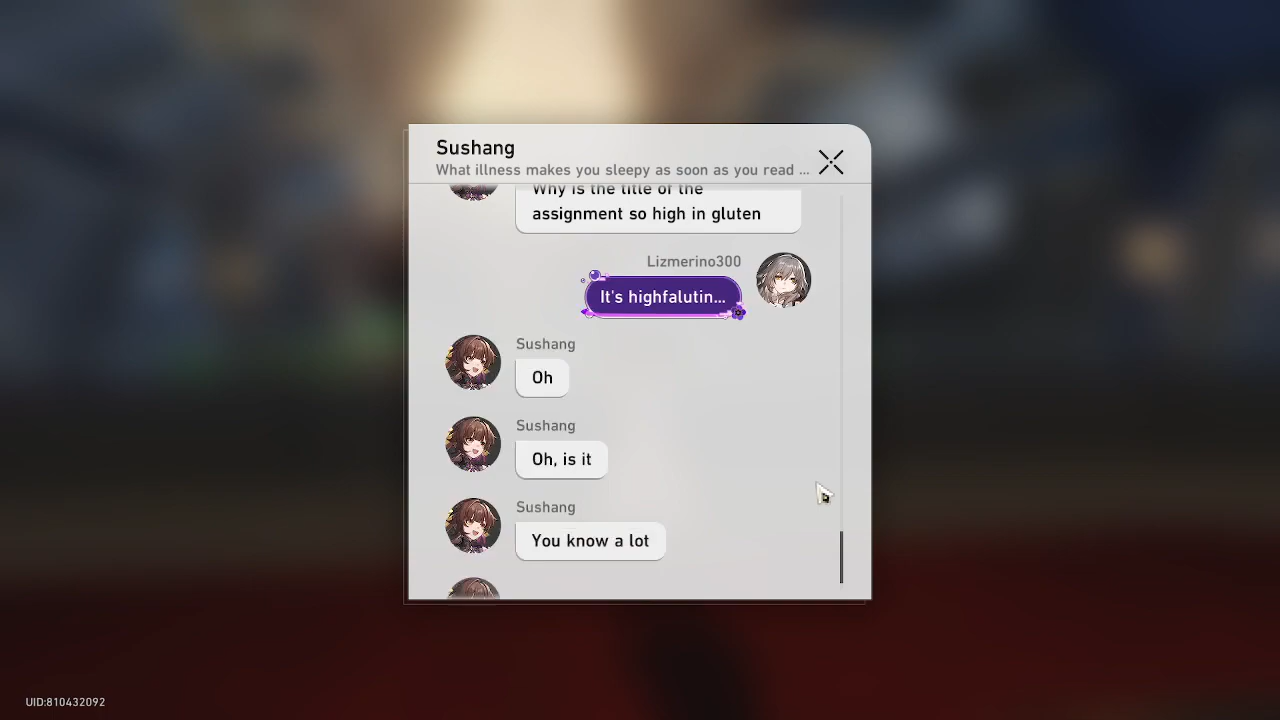 Sushang
What illness makes you sleepy as soon as you read ...
Why is the title of the
assignment so high in gluten
Lizmerino300
It's highfalutin...
Sushang
Oh
Sushang
Oh, is it
Sushang
You know a lot
UID:810432092